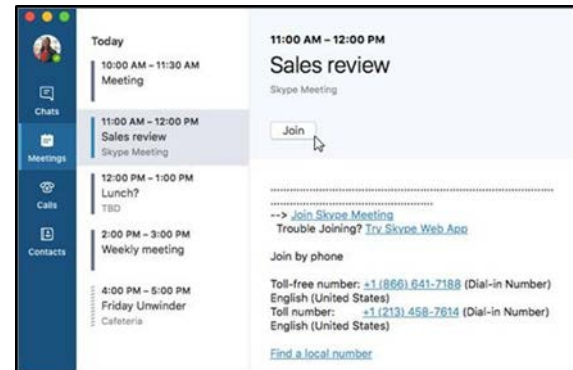 Chats
Meetings
Calls
Contacts
Today
10:00 AM – 11:30 AM
Meeting
11:00 AM – 12:00 PM
Sales review
Skype Meeting
12:00 PM – 1:00 PM
Lunch?
TBD
2:00 PM – 3:00 PM
Weekly meeting
4:00 PM – 5:00 PM
Friday Unwinder
Cafeteria
11:00 AM – 12:00 PM
Sales review
Skype Meeting
Join
--> Join Skype Meeting
Trouble Joining? Try Skype Web App
Join by phone
Toll-free number: +1 (866) 641-7188 (Dial-in Number)
English (United States)
Toll number: +1 (213) 458-7614 (Dial-in Number)
English (United States)
Find a local number